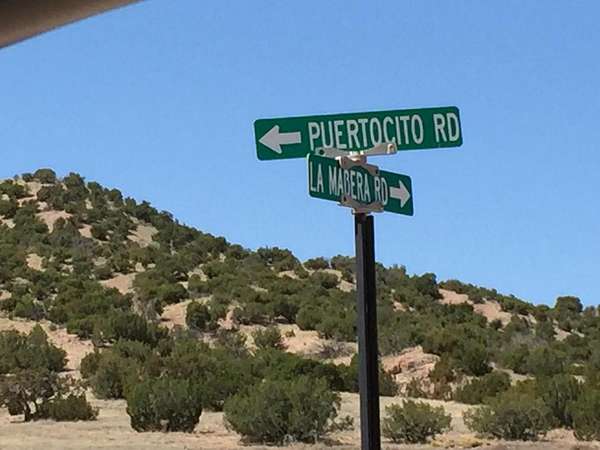 ← PUERTOCITO RD
LA MADERA RD →